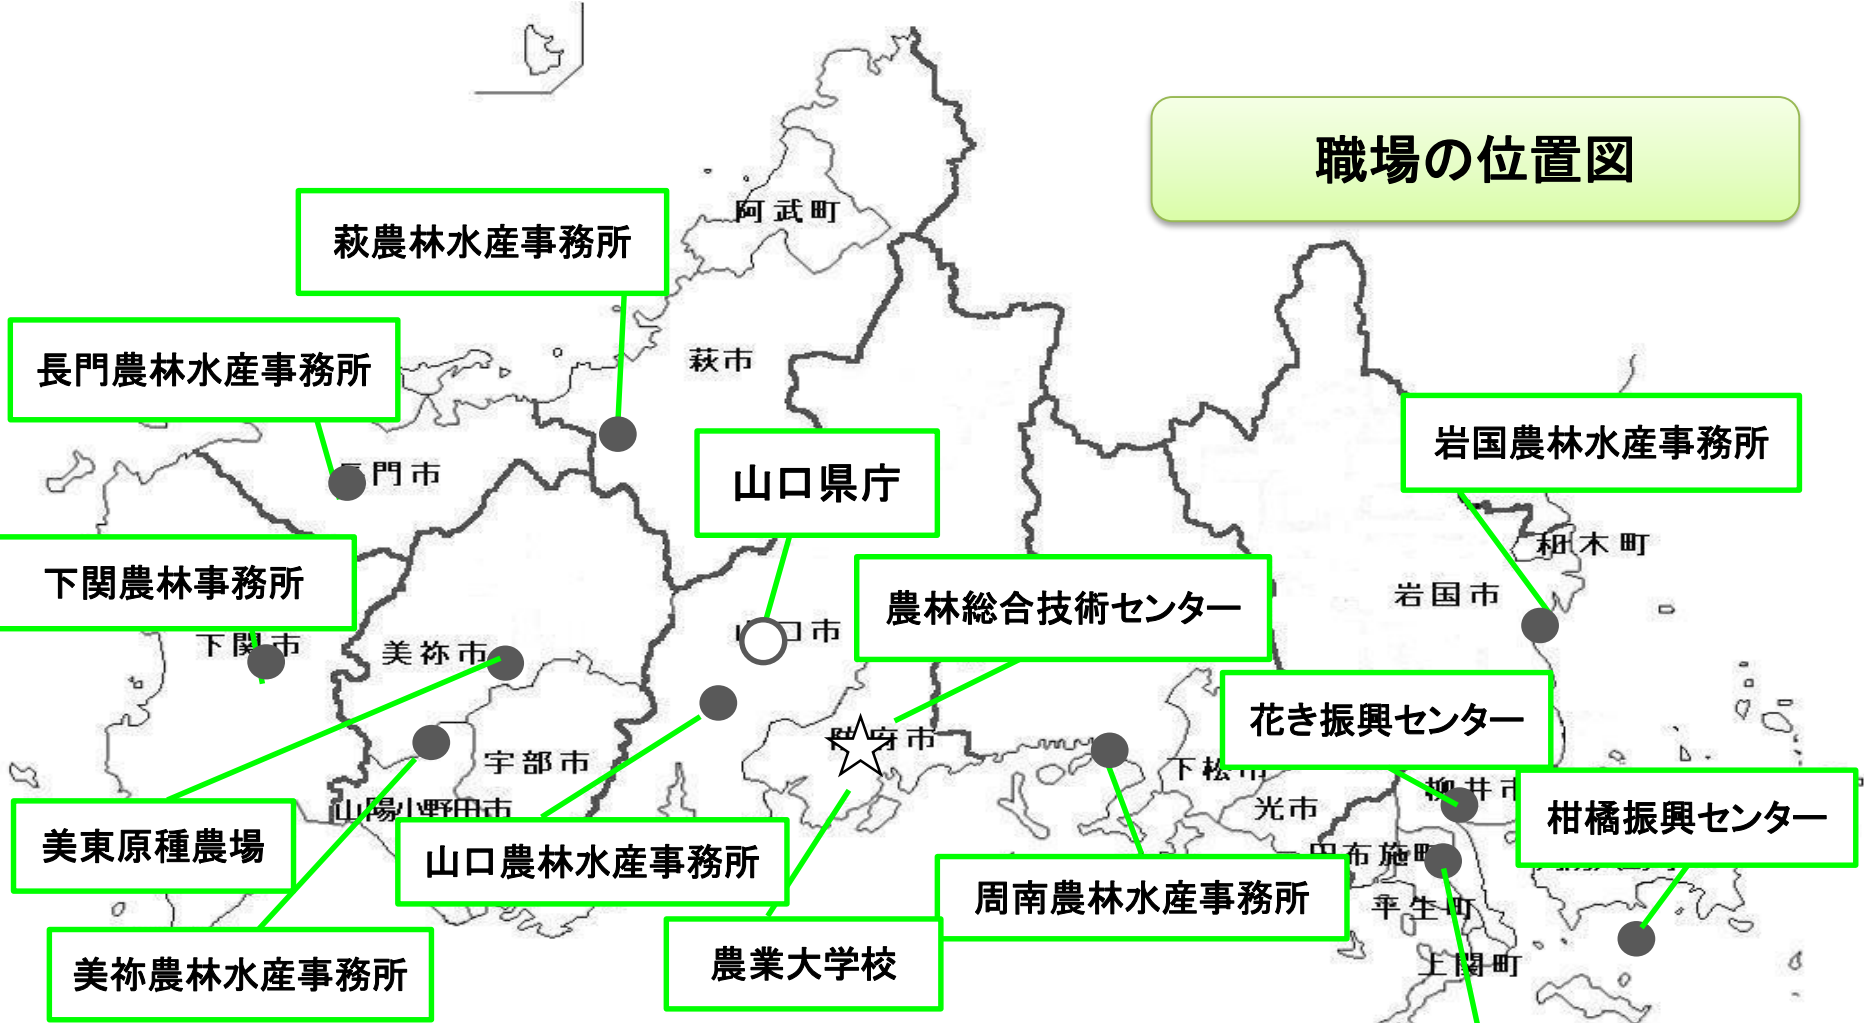 職場の位置図
阿武町
萩農林水産事務所
長門農林水産事務所
萩市
岩国農林水産事務所
門市
山口県庁
和木町
下関農林事務所
農林総合技術センター
岩国市
下関市
美祢市
口市
花き振興センター
防府市
宇部市
下松市
柳井市
山陽小野田市
光市
柑橘振興センター
美東原種農場
山口農林水産事務所
田布施町
周南農林水産事務所
平生町
農業大学校
美祢農林水産事務所
上関町